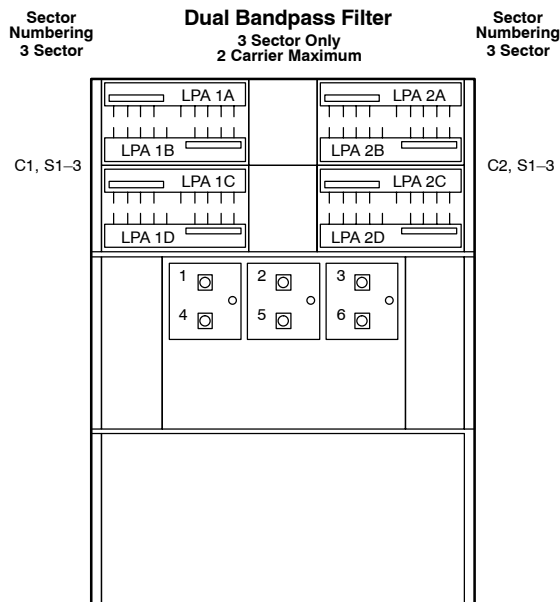 Sector
Numbering
3 Sector
Dual Bandpass Filter
3 Sector Only
2 Carrier Maximum
Sector
Numbering
3 Sector
LPA 1A
LPA 2A
LPA 1B
LPA 2B
C1, S1–3
C2, S1–3
LPA 1C
LPA 2C
LPA 1D
LPA 2D
1
2
3
4
5
6